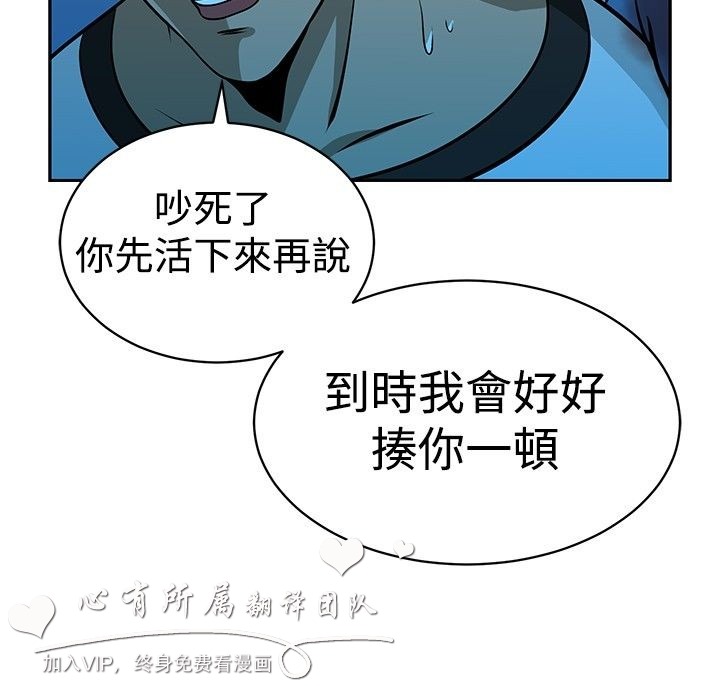 吵死了
你先活下來再說
到時我會好好
揍你一頓
心有所属翻译团队
加入VIP，终身免费看漫画